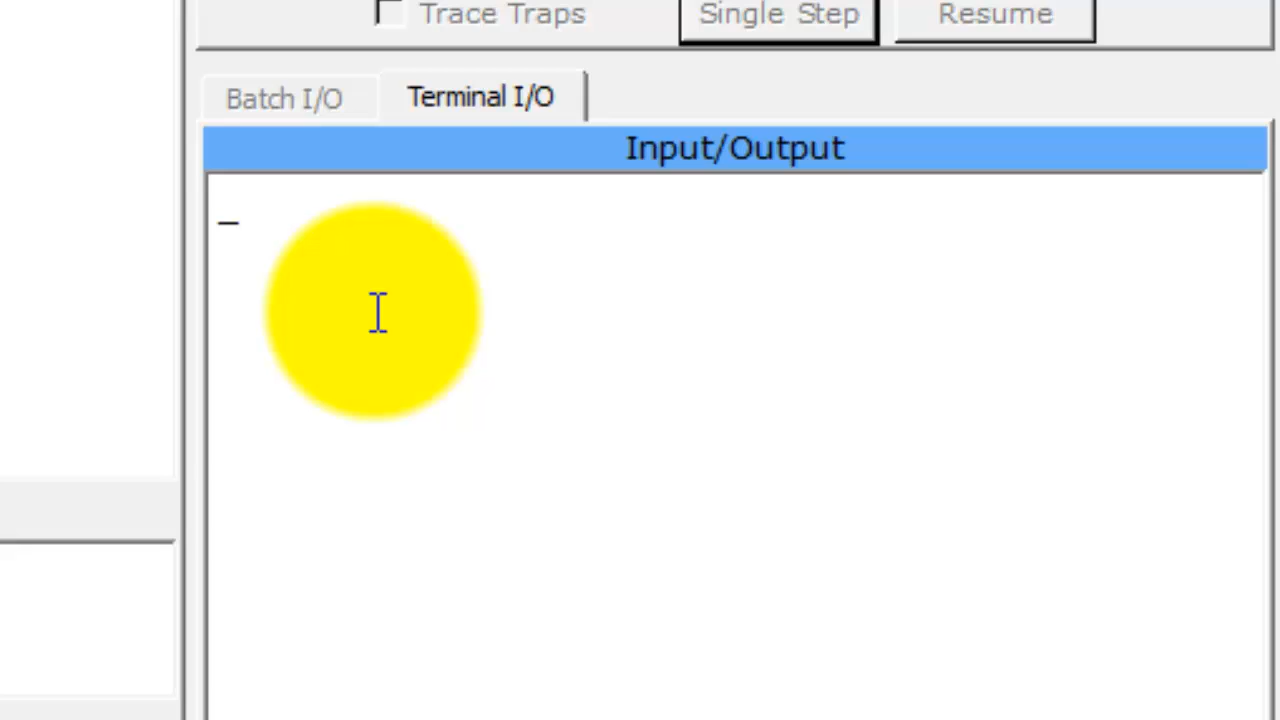 Trace Traps
Single Step
Resume
Batch I/O
Terminal I/O
Input/Output
_